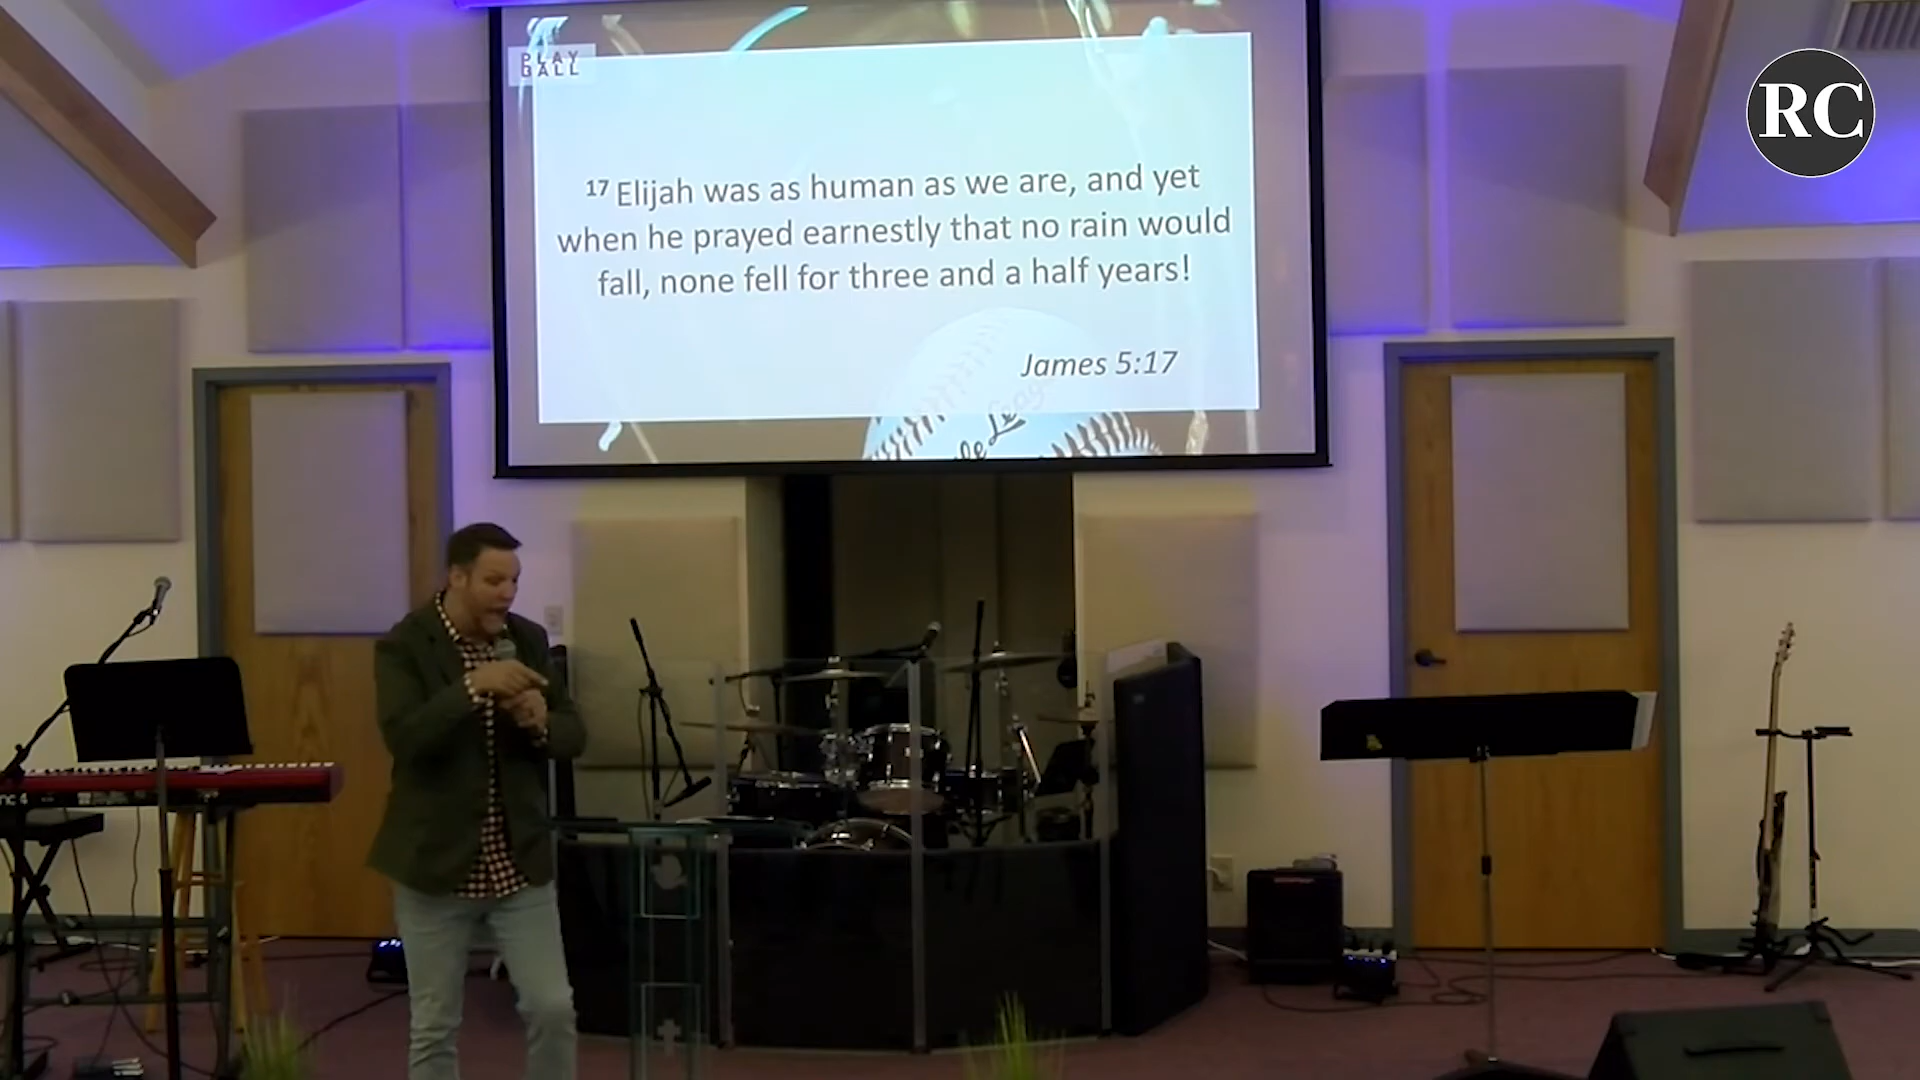 PLAY
BALL
RC
17 Elijah was as human as we are, and yet
when he prayed earnestly that no rain would
fall, none fell for three and a half years!
James 5:17